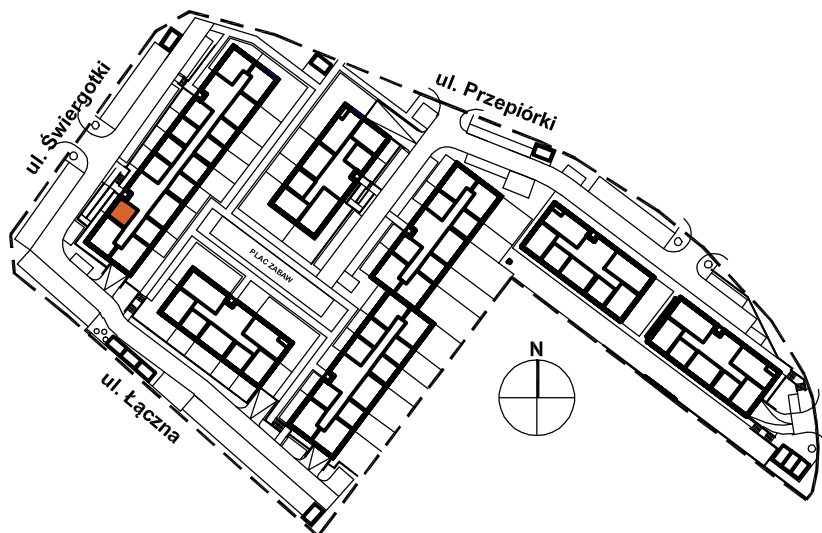 ul. Przepiórki
ul. Świergotki
PLAC ZABAW
N
ul. Łączna